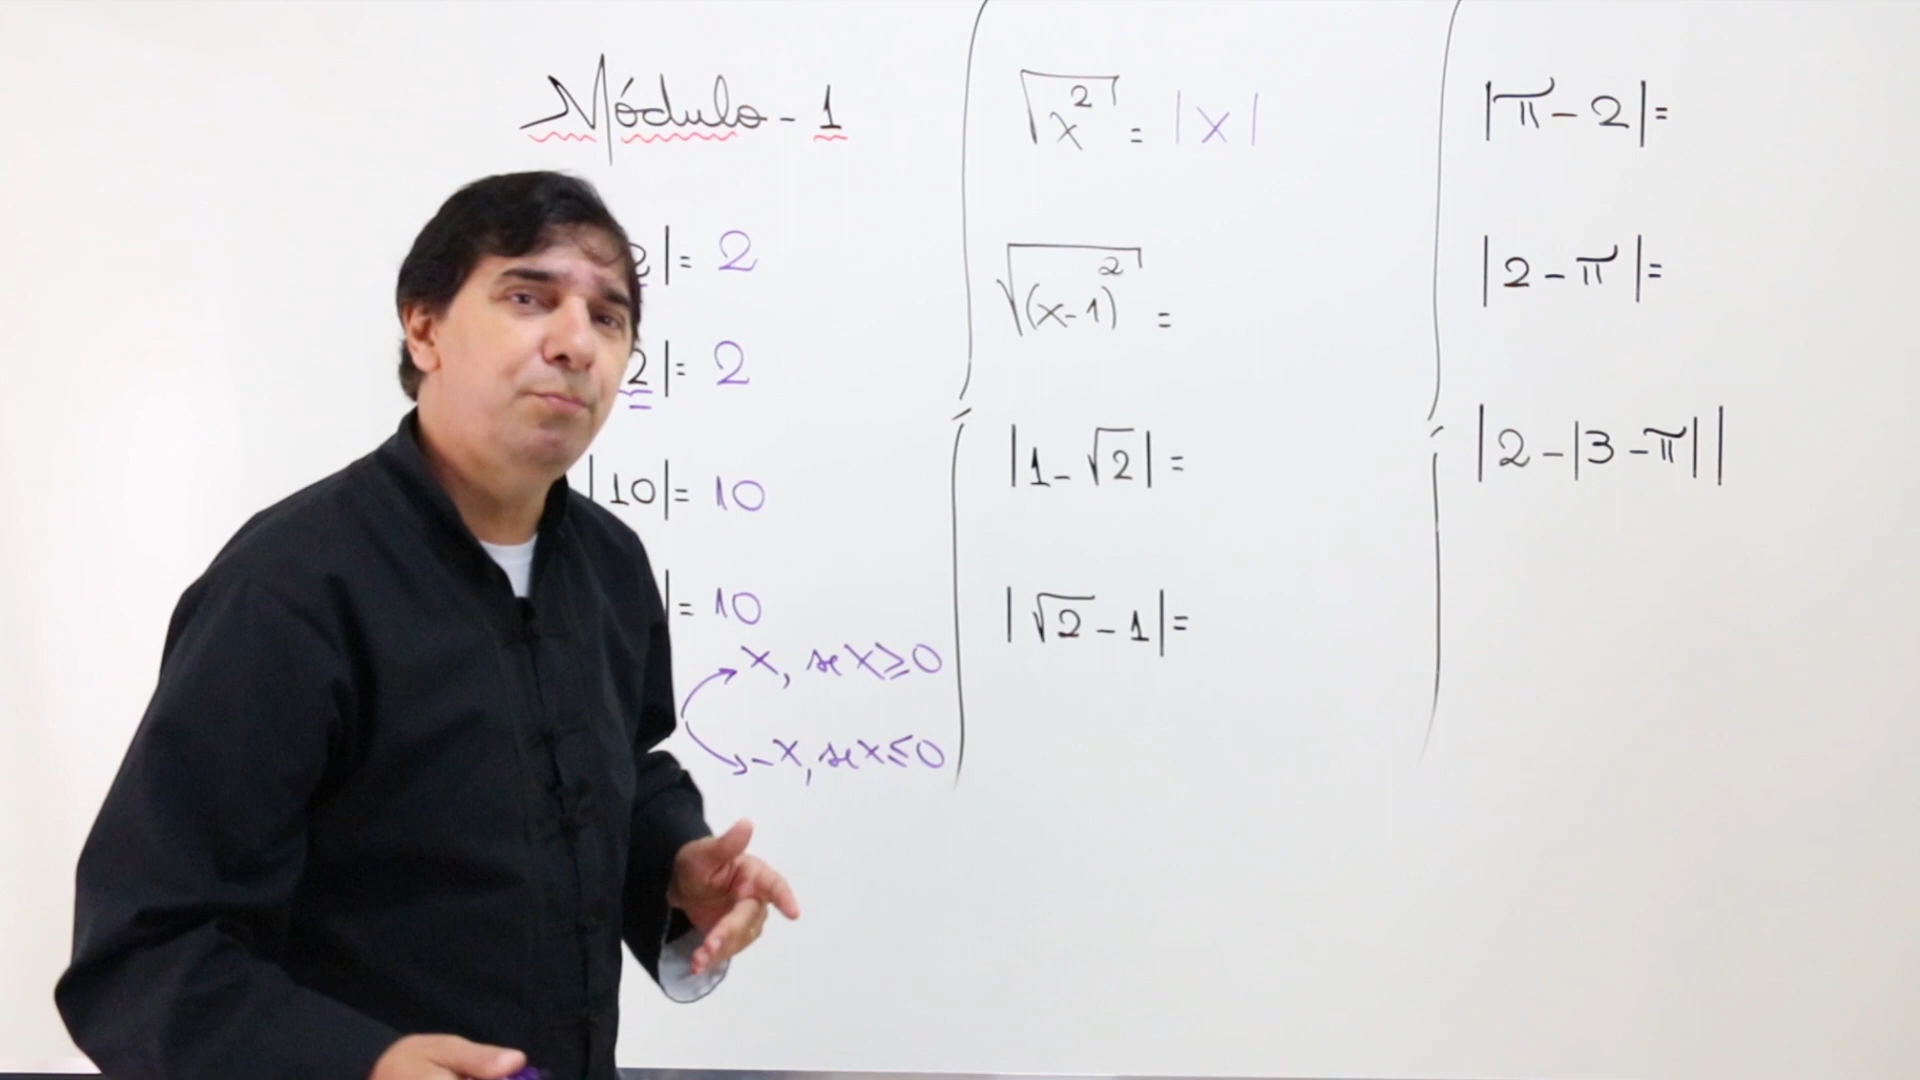 Módulo - 1
2|= 2
2|= 2
|10|= 10
|= 10
x, se x≥0
-x, se x≤0
√x² = |x|
√(x-1)² =
|1-√2|=
|√2-1|=
|π-2|=
|2-π|=
|2-|3-π||